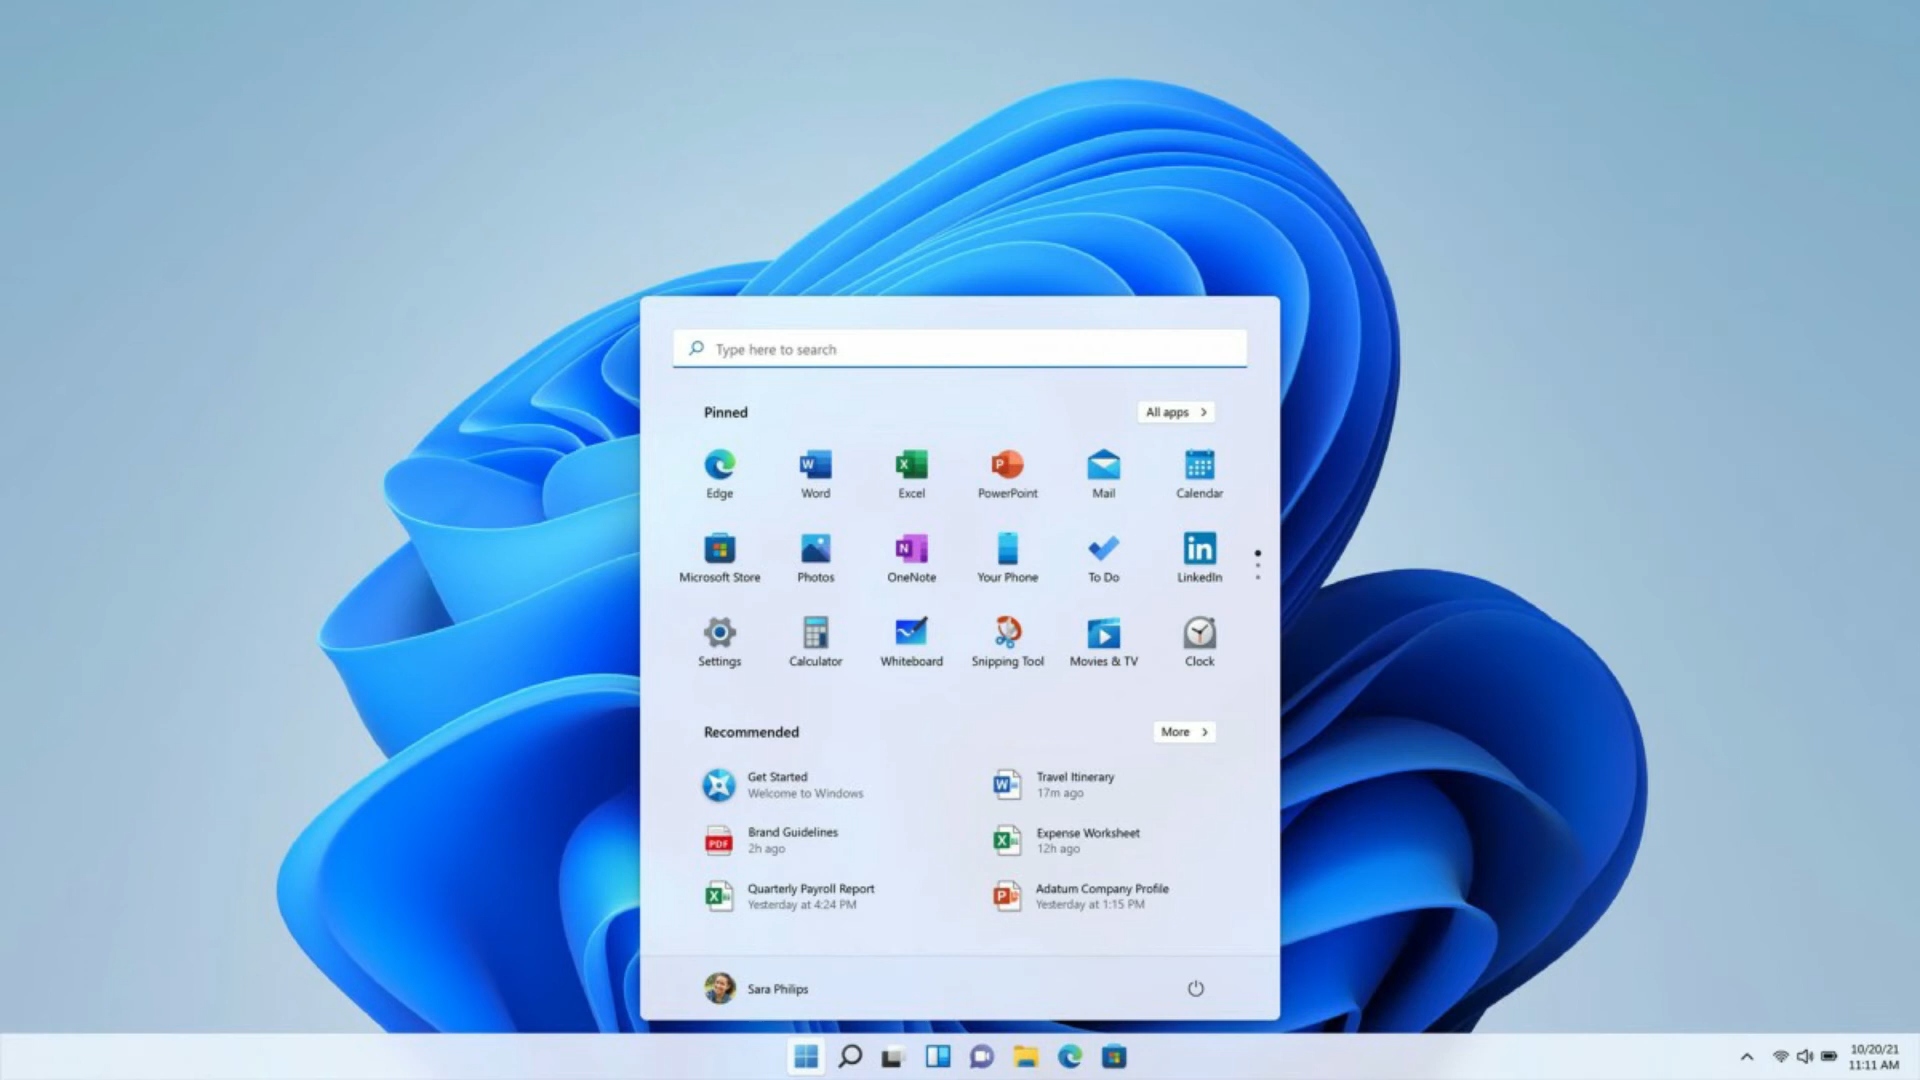 Type here to search
Pinned
All apps
Edge
Word
Excel
PowerPoint
Mail
Calendar
Microsoft Store
Photos
OneNote
Your Phone
To Do
LinkedIn
Settings
Calculator
Whiteboard
Snipping Tool
Movies & TV
Clock
Recommended
More
Get Started
Welcome to Windows
Travel Itinerary
17m ago
Brand Guidelines
2h ago
Expense Worksheet
12h ago
Quarterly Payroll Report
Yesterday at 4:24 PM
Adatum Company Profile
Yesterday at 1:15 PM
Sara Philips
10/20/21
11:11 AM